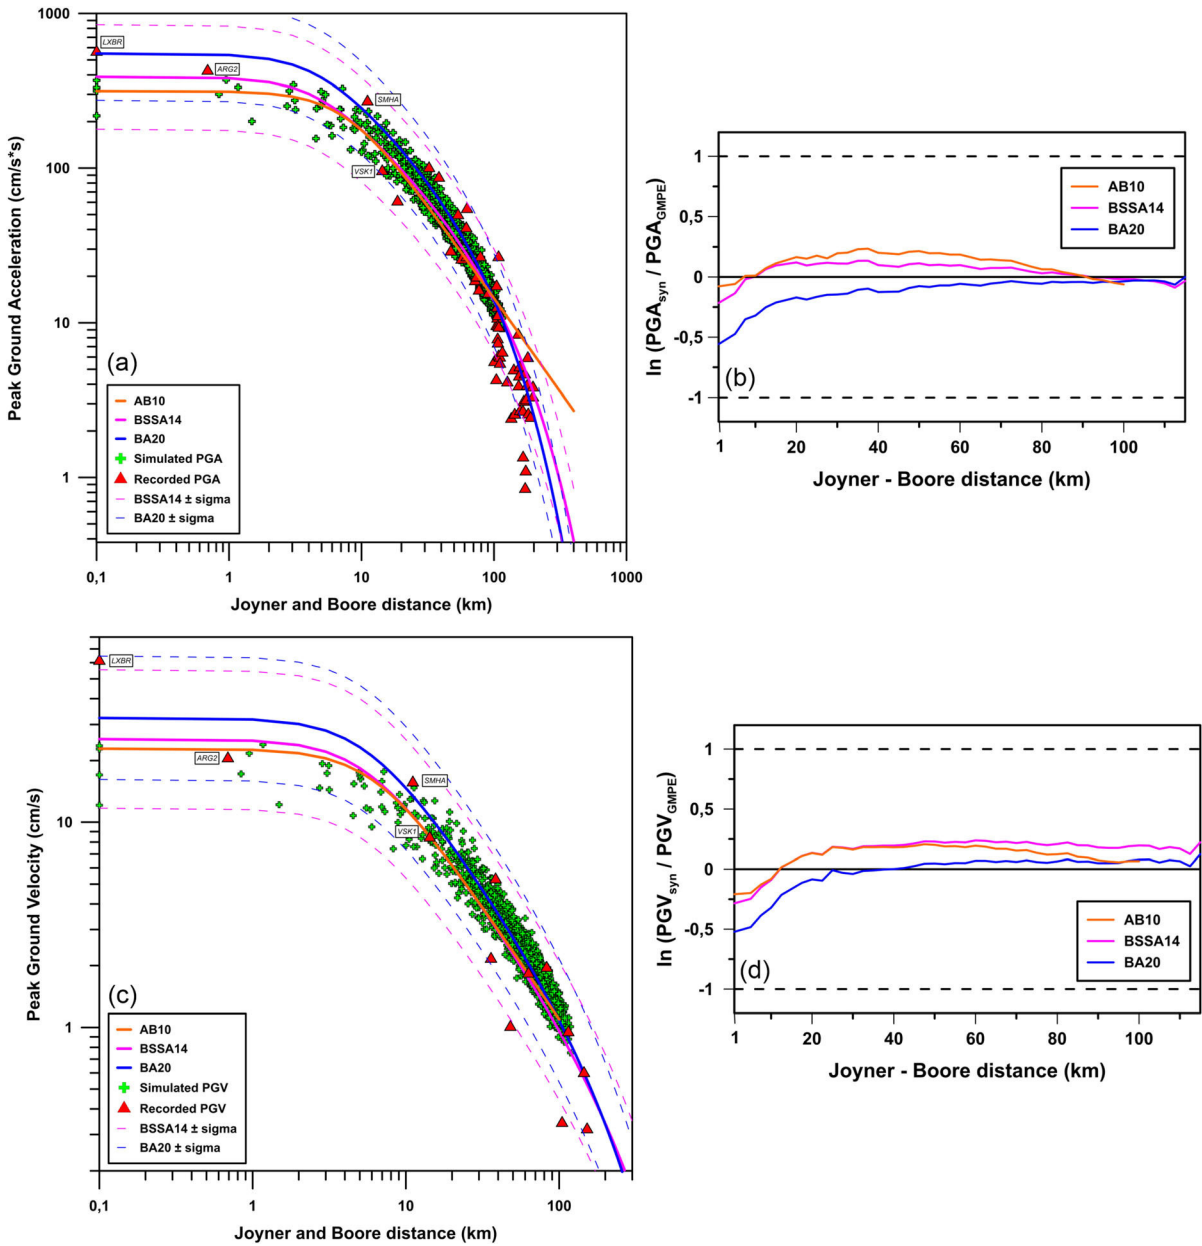 1000
100
10
1
Peak Ground Acceleration (cm/s*s)
LXBR
ARG2
SMHA
VSK1
(a)
AB10
BSSA14
BA20
Simulated PGA
Recorded PGA
BSSA14 ± sigma
BA20 ± sigma
0,1 1 10 100 1000
Joyner and Boore distance (km)
1
0,5
0
-0,5
-1
ln (PGAsyn / PGAGMPE)
AB10
BSSA14
BA20
(b)
1 20 40 60 80 100
Joyner - Boore distance (km)
10
1
Peak Ground Velocity (cm/s)
LXBR
ARG2
SMHA
VSK1
(c)
AB10
BSSA14
BA20
Simulated PGV
Recorded PGV
BSSA14 ± sigma
BA20 ± sigma
0,1 1 10 100
Joyner and Boore distance (km)
1
0,5
0
-0,5
-1
ln (PGVsyn / PGVGMPE)
AB10
BSSA14
BA20
(d)
1 20 40 60 80 100
Joyner - Boore distance (km)